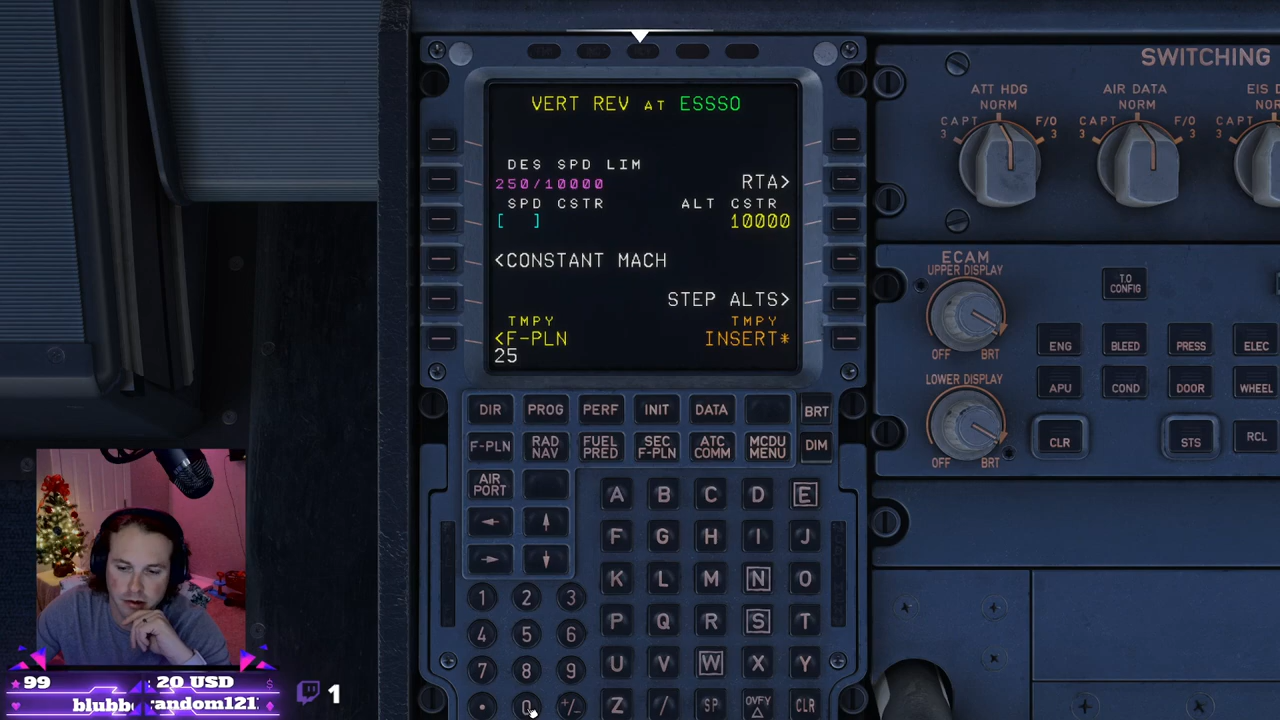 VERT REV AT ESSSO
DES SPD LIM
250/10000
RTA>
SPD CSTR
ALT CSTR
[ ]
10000
<CONSTANT MACH
STEP ALTS>
TMPY
TMPY
<F-PLN
INSERT*
25
DIR
PROG
PERF
INIT
DATA
BRT
F-PLN
RAD NAV
FUEL PRED
SEC F-PLN
ATC COMM
MCDU MENU
DIM
AIR PORT
A B C D E
F G H I J
K L M N O
P Q R S T
U V W X Y
Z / SP OVFY CLR
1 2 3
4 5 6
7 8 9
. 0 +/-
SWITCHING
ATT HDG
NORM
CAPT 3
F/O 3
AIR DATA
NORM
CAPT 3
F/O 3
CAPT 3
ECAM
UPPER DISPLAY
OFF
BRT
LOWER DISPLAY
OFF
BRT
T.O CONFIG
ENG
BLEED
PRESS
ELEC
APU
COND
DOOR
WHEEL
CLR
STS
RCL
99
20 USD
1